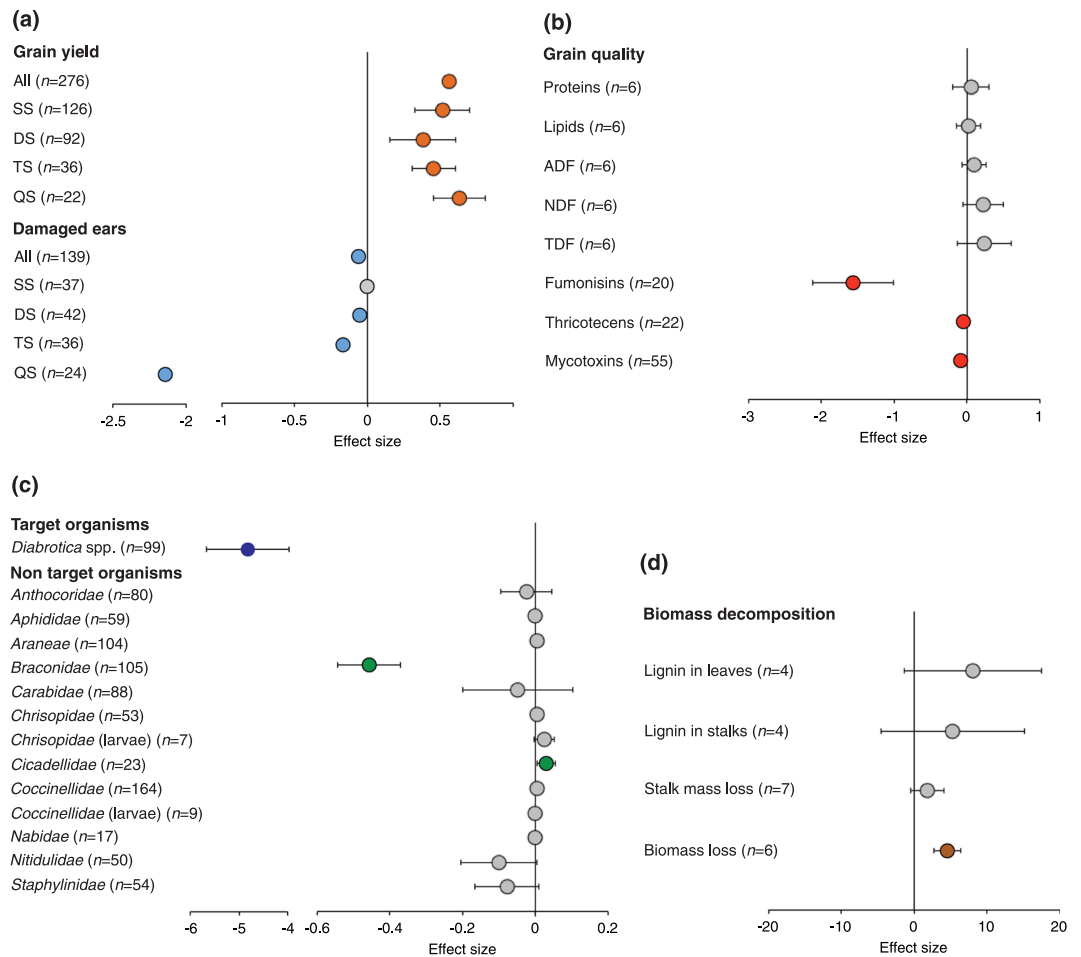 (a)
Grain yield
All (n=276)
SS (n=126)
DS (n=92)
TS (n=36)
QS (n=22)
Damaged ears
All (n=139)
SS (n=37)
DS (n=42)
TS (n=36)
QS (n=24)
-2.5 -2 -1 -0.5 0 0.5
Effect size
(b)
Grain quality
Proteins (n=6)
Lipids (n=6)
ADF (n=6)
NDF (n=6)
TDF (n=6)
Fumonisins (n=20)
Thricotecens (n=22)
Mycotoxins (n=55)
-3 -2 -1 0 1
Effect size
(c)
Target organisms
Diabrotica spp. (n=99)
Non target organisms
Anthocoridae (n=80)
Aphididae (n=59)
Araneae (n=104)
Braconidae (n=105)
Carabidae (n=88)
Chrisopidae (n=53)
Chrisopidae (larvae) (n=7)
Cicadellidae (n=23)
Coccinellidae (n=164)
Coccinellidae (larvae) (n=9)
Nabidae (n=17)
Nitidulidae (n=50)
Staphylinidae (n=54)
-6 -5 -4 -0.6 -0.4 -0.2 0 0.2
Effect size
(d)
Biomass decomposition
Lignin in leaves (n=4)
Lignin in stalks (n=4)
Stalk mass loss (n=7)
Biomass loss (n=6)
-20 -10 0 10 20
Effect size